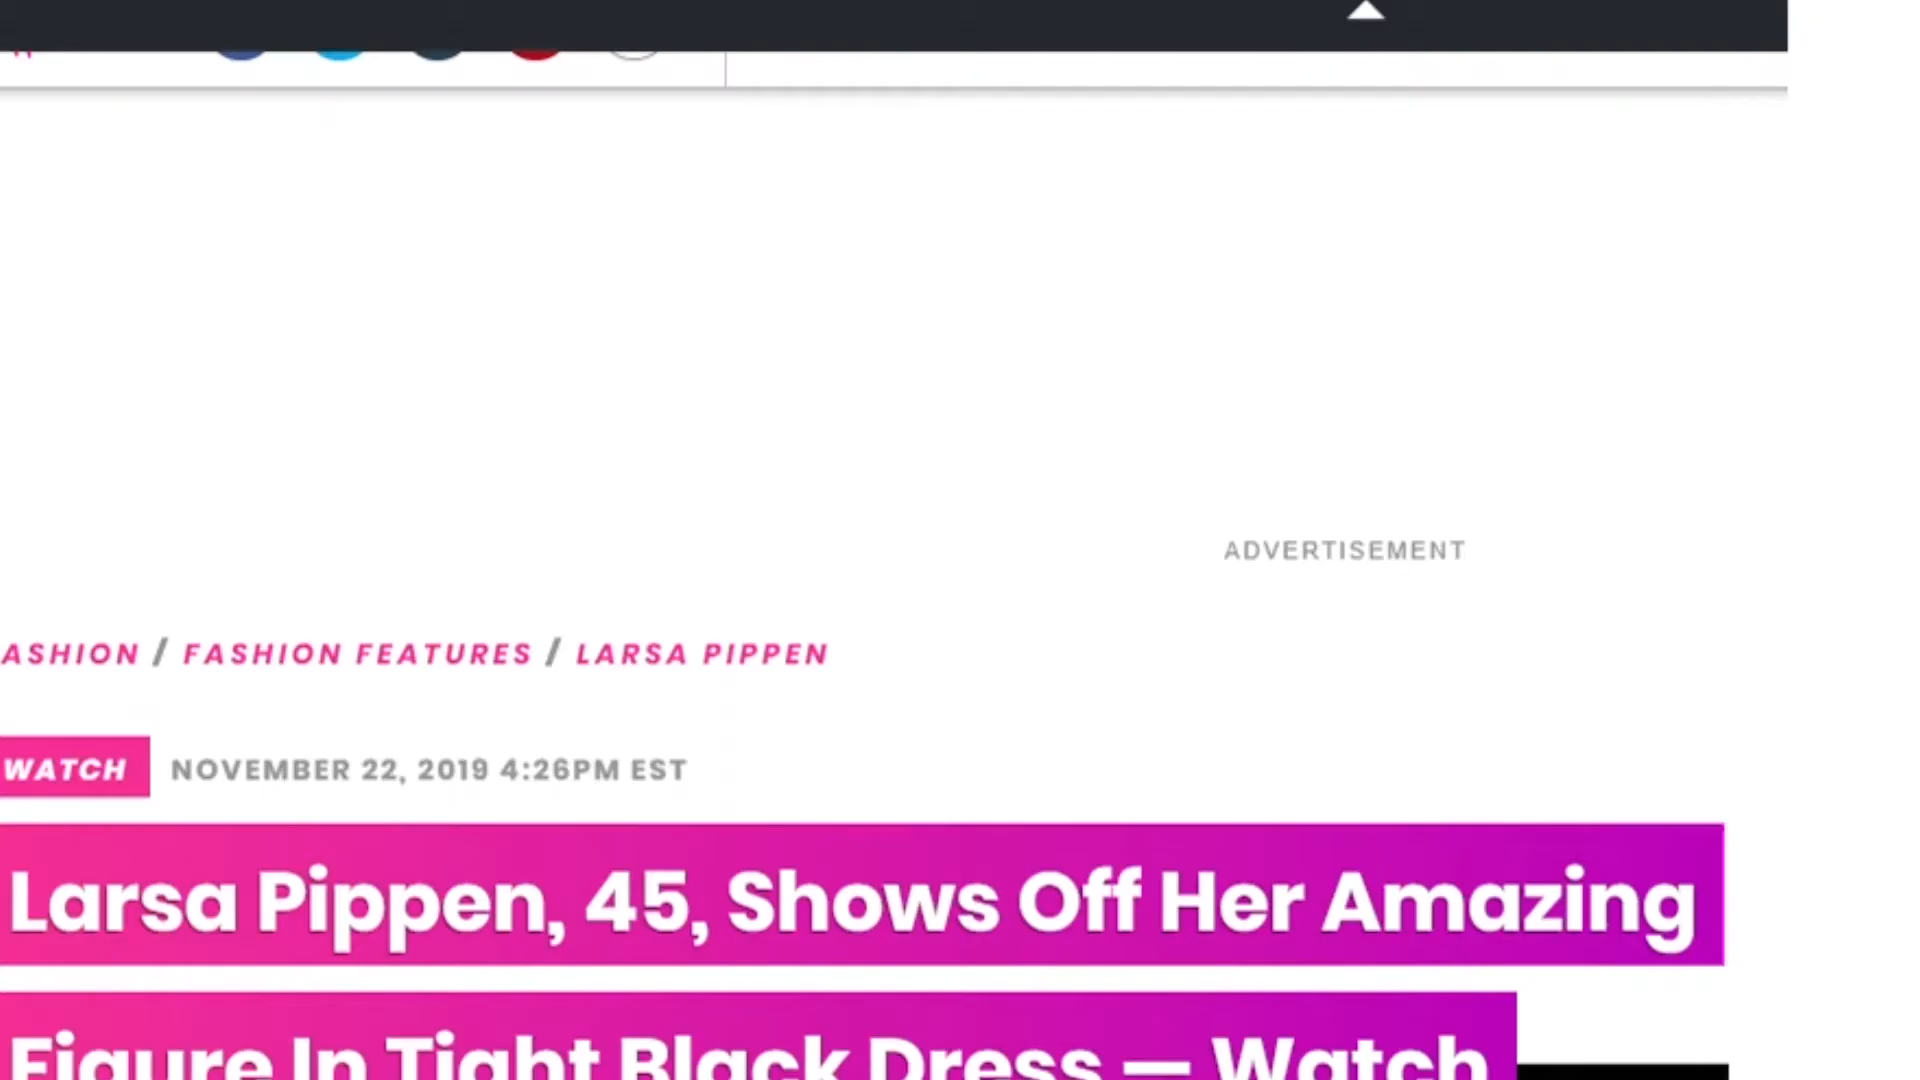 ADVERTISEMENT
ASHION / FASHION FEATURES / LARSA PIPPEN
WATCH NOVEMBER 22, 2019 4:26PM EST
Larsa Pippen, 45, Shows Off Her Amazing
Figure In Tight Black Dress — Watch